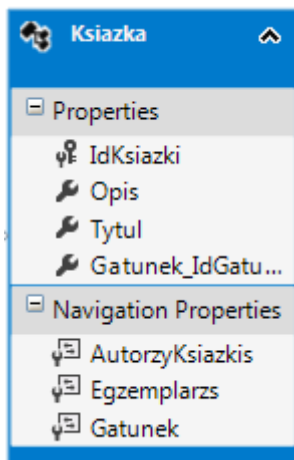 Ksiazka
Properties
IdKsiazki
Opis
Tytul
Gatunek_IdGatu...
Navigation Properties
AutorzyKsiazkis
Egzemplarzs
Gatunek